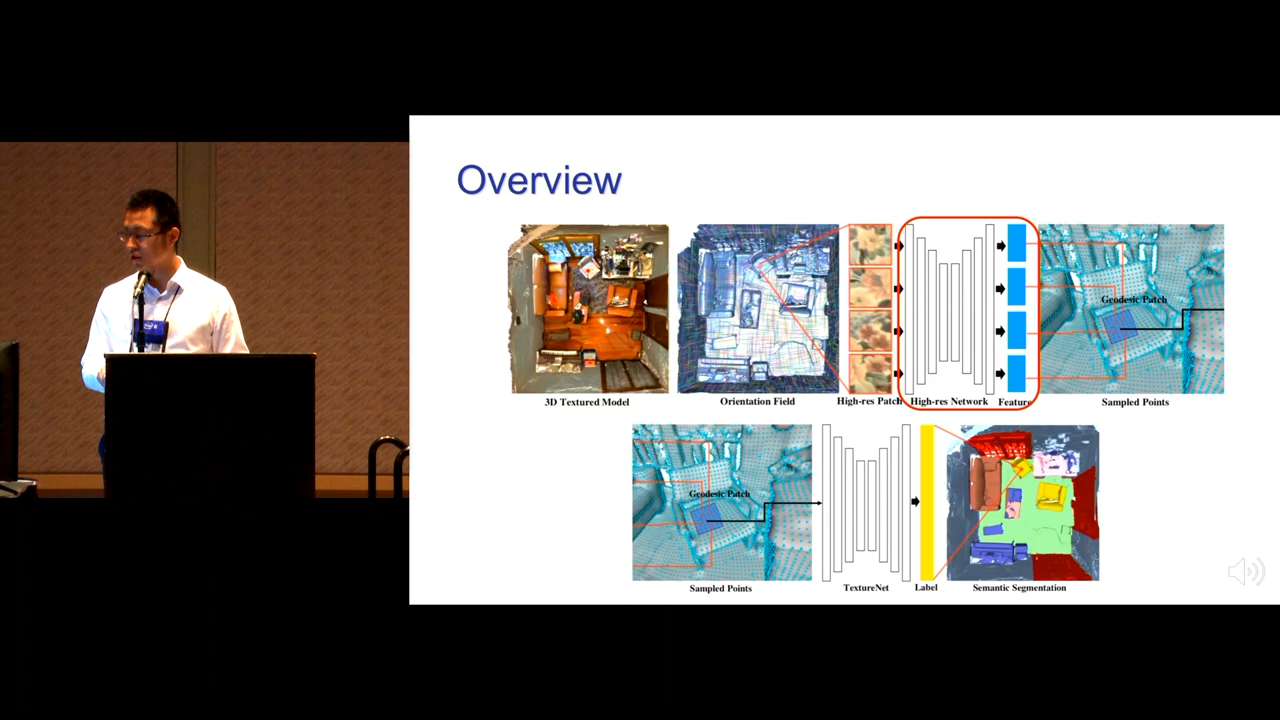 Overview
Geodesic Patch
3D Textured Model
Orientation Field
High-res Patch
High-res Network
Feature
Sampled Points
Geodesic Patch
Sampled Points
TextureNet
Label
Semantic Segmentation